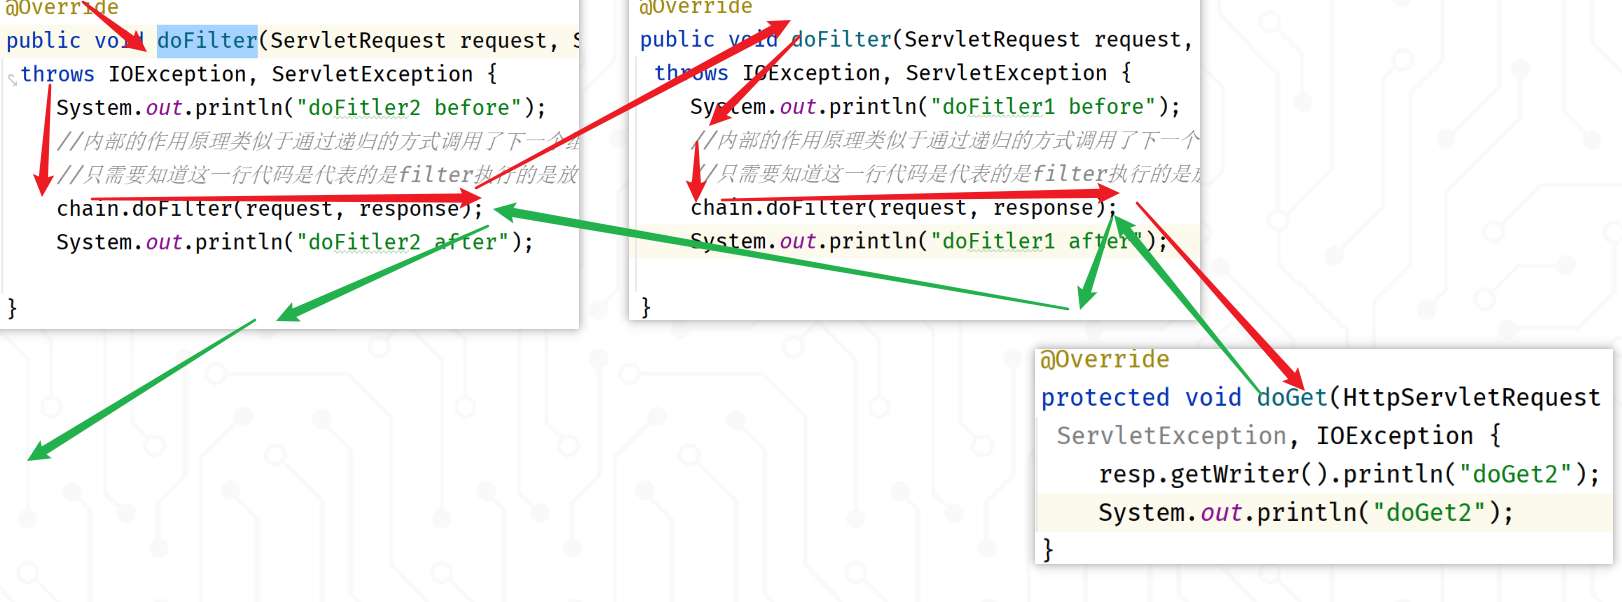 @Override
public void doFilter(ServletRequest request, S
throws IOException, ServletException {
System.out.println("doFitler2 before");
//内部的作用原理类似于通过递归的方式调用了下一个组
//只需要知道这一行代码是代表的是filter执行的是放
chain.doFilter(request, response);
System.out.println("doFitler2 after");
}
@Override
public void doFilter(ServletRequest request,
throws IOException, ServletException {
System.out.println("doFitler1 before");
//内部的作用原理类似于通过递归的方式调用了下一个
//只需要知道这一行代码是代表的是filter执行的是放
chain.doFilter(request, response);
System.out.println("doFitler1 after");
}
@Override
protected void doGet(HttpServletRequest
ServletException, IOException {
resp.getWriter().println("doGet2");
System.out.println("doGet2");
}